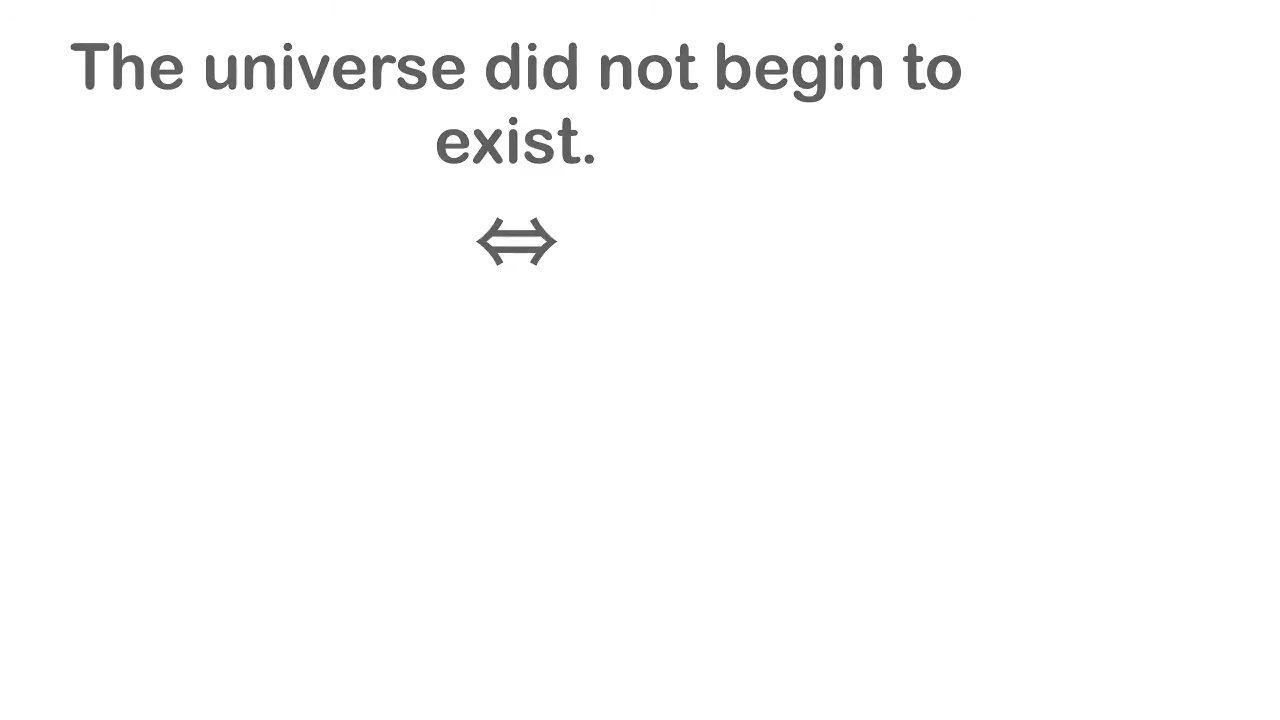 The universe did not begin to
exist.
⇔